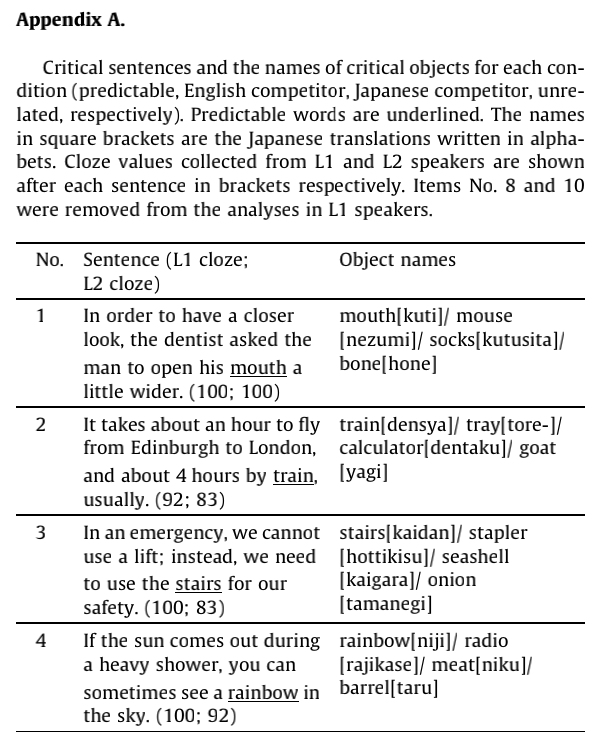 Appendix A.
Critical sentences and the names of critical objects for each con-
dition (predictable, English competitor, Japanese competitor, unre-
lated, respectively). Predictable words are underlined. The names
in square brackets are the Japanese translations written in alpha-
bets. Cloze values collected from L1 and L2 speakers are shown
after each sentence in brackets respectively. Items No. 8 and 10
were removed from the analyses in L1 speakers.
No. Sentence (L1 cloze; Object names
L2 cloze)
1 In order to have a closer mouth[kuti]/ mouse
look, the dentist asked the [nezumi]/ socks[kutusita]/
man to open his mouth a bone[hone]
little wider. (100; 100)
2 It takes about an hour to fly train[densya]/ tray[tore-]/
from Edinburgh to London, calculator[dentaku]/ goat
and about 4 hours by train, [yagi]
usually. (92; 83)
3 In an emergency, we cannot stairs[kaidan]/ stapler
use a lift; instead, we need [hottikisu]/ seashell
to use the stairs for our [kaigara]/ onion
safety. (100; 83) [tamanegi]
4 If the sun comes out during rainbow[niji]/ radio
a heavy shower, you can [rajikase]/ meat[niku]/
sometimes see a rainbow in barrel[taru]
the sky. (100; 92)